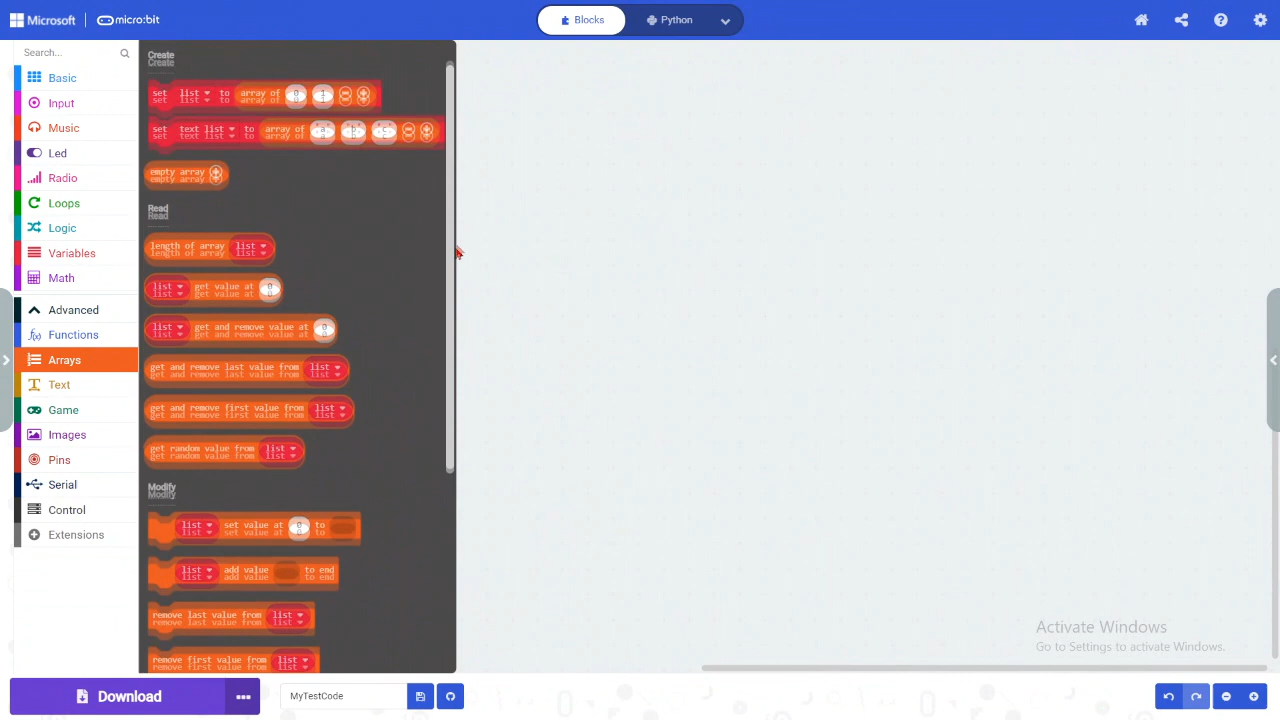 Microsoft micro:bit Blocks Python
Search...
Basic
Input
Music
Led
Radio
Loops
Logic
Variables
Math
Advanced
Functions
Arrays
Text
Game
Images
Pins
Serial
Control
Extensions
Create
set list to array of 0 1
set text list to array of "a" "b" "c"
empty array
Read
length of array list
list get value at 0
list get and remove value at 0
get and remove last value from list
get and remove first value from list
get random value from list
Modify
list set value at 0 to
list add value to end
remove last value from list
remove first value from list
Activate Windows
Go to Settings to activate Windows.
Download
MyTestCode